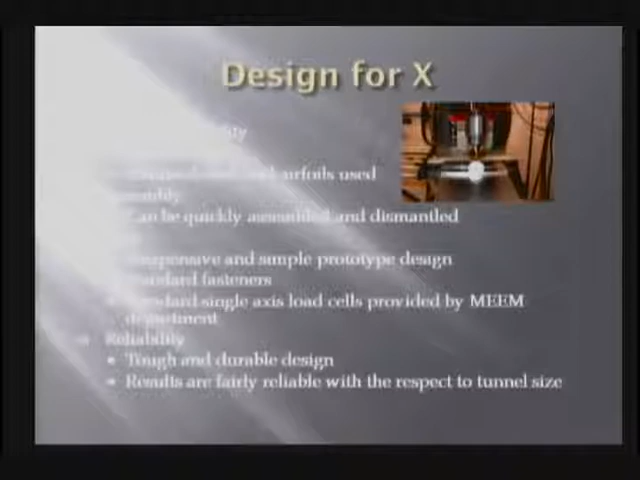 Design for X
airfoils used
Can be quickly assembled and dismantled
and simple prototype design
Standard fasteners
Standard single axis load cells provided by MEEM
department
Reliability
Tough and durable design
Results are fairly reliable with the respect to tunnel size